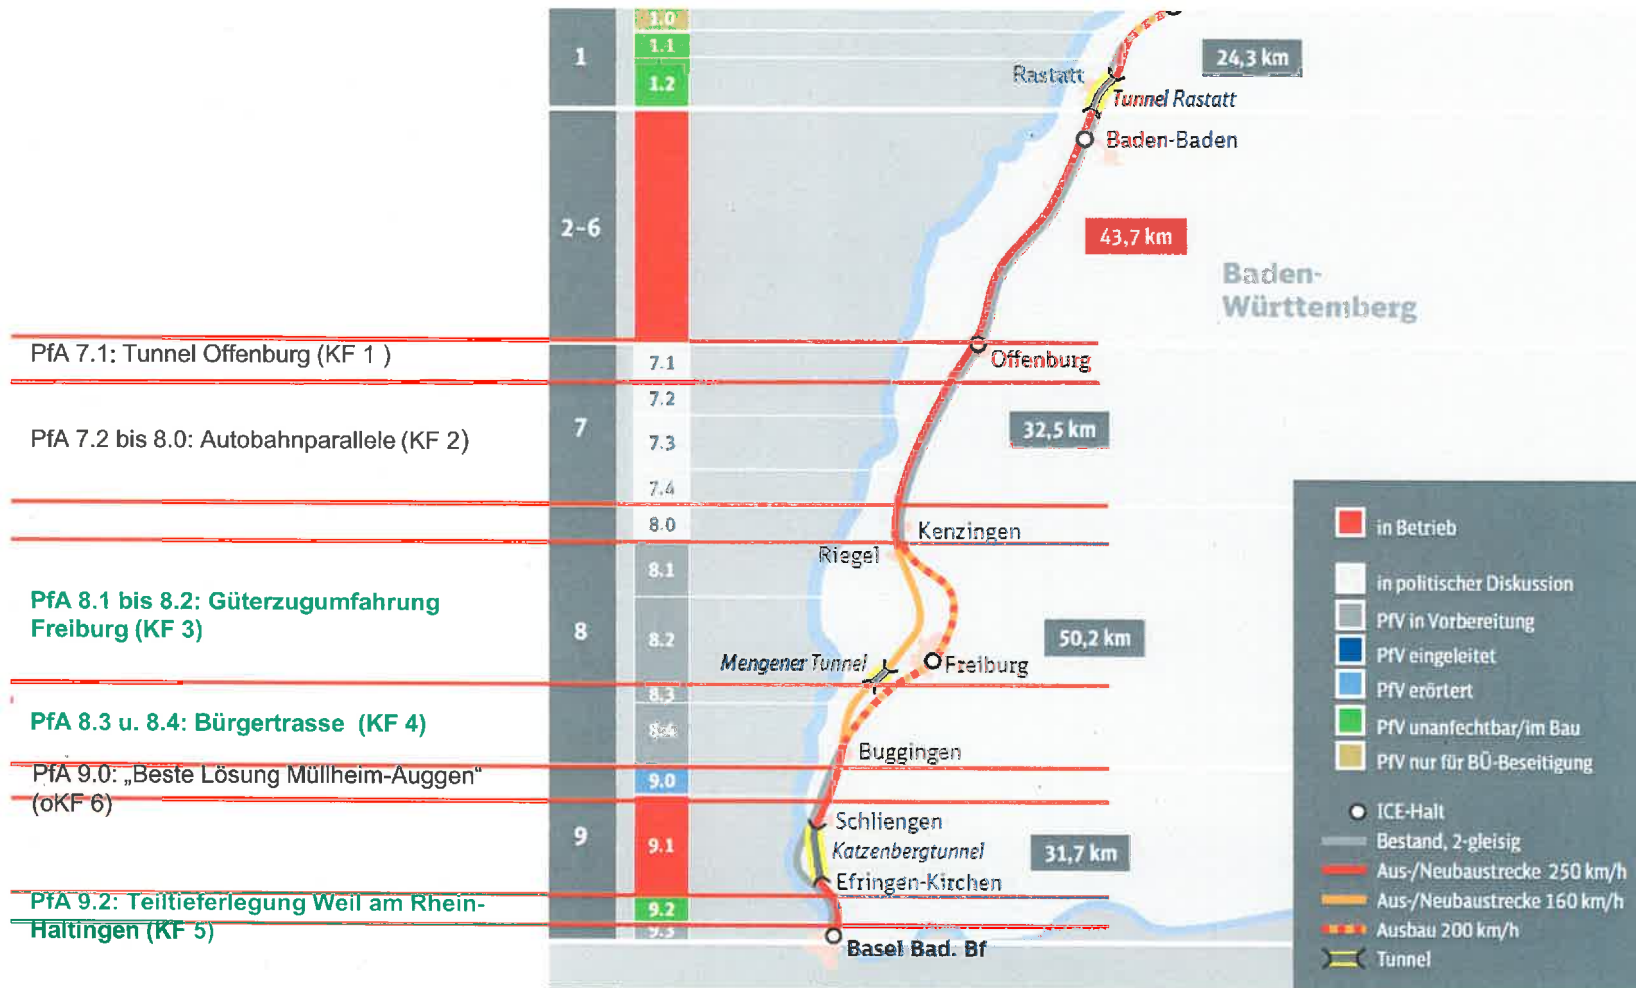 PfA 7.1: Tunnel Offenburg (KF 1 )
PfA 7.2 bis 8.0: Autobahnparallele (KF 2)
PfA 8.1 bis 8.2: Güterzugumfahrung
Freiburg (KF 3)
PfA 8.3 u. 8.4: Bürgertrasse (KF 4)
PfA 9.0: „Beste Lösung Müllheim-Auggen“
(oKF 6)
PfA 9.2: Teiltieferlegung Weil am Rhein-
Haltingen (KF 5)
1
2-6
7
8
9
1.0
1.1
1.2
7.1
7.2
7.3
7.4
8.0
8.1
8.2
8.3
8.4
9.0
9.1
9.2
9.3
Rastatt
Tunnel Rastatt
Baden-Baden
Offenburg
Kenzingen
Riegel
Mengener Tunnel
Freiburg
Buggingen
Schliengen
Katzenbergtunnel
Efringen-Kirchen
Basel Bad. Bf
24,3 km
43,7 km
32,5 km
50,2 km
31,7 km
Baden-
Württemberg
in Betrieb
in politischer Diskussion
PfV in Vorbereitung
PfV eingeleitet
PfV erörtert
PfV unanfechtbar/im Bau
PfV nur für BÜ-Beseitigung
ICE-Halt
Bestand, 2-gleisig
Aus-/Neubaustrecke 250 km/h
Aus-/Neubaustrecke 160 km/h
Ausbau 200 km/h
Tunnel